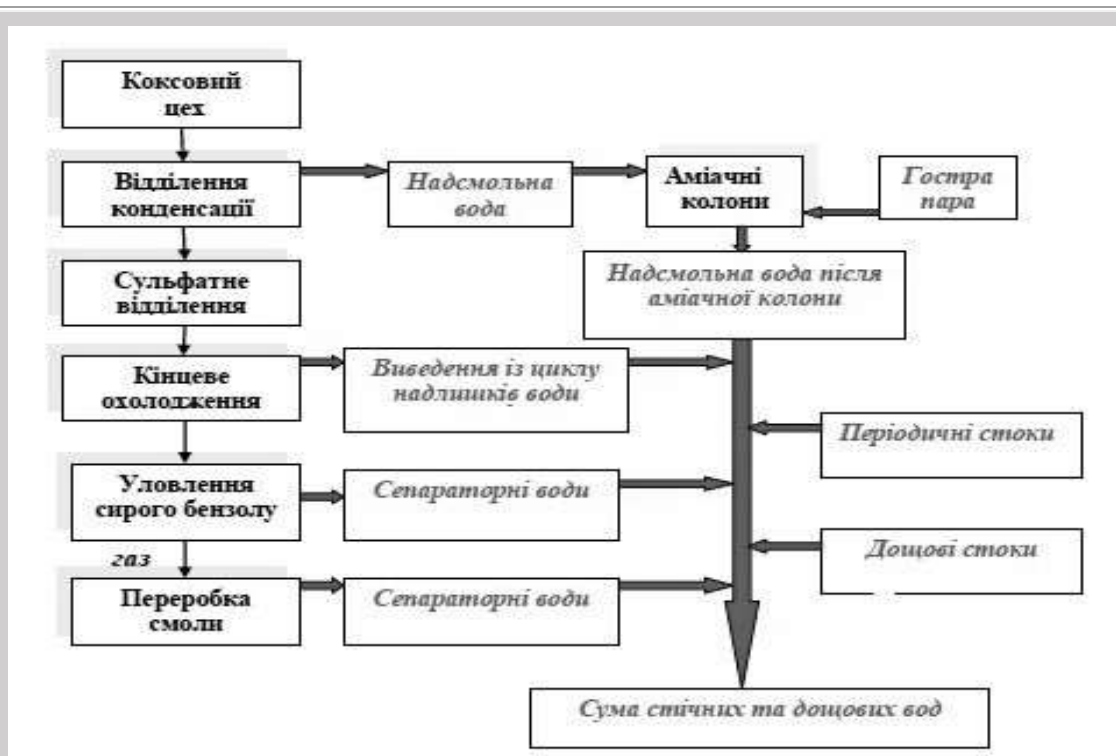 Коксовий
цех
Відділення
конденсації
Надсмольна
вода
Аміачні
колони
Гостра
пара
Сульфатне
відділення
Надсмольна вода після
аміачної колони
Кінцеве
охолодження
Виведення із циклу
надлишків води
Періодичні стоки
Уловлення
сирого бензолу
Сепараторні води
газ
Дощові стоки
Переробка
смоли
Сепараторні води
Сума стічних та дощових вод